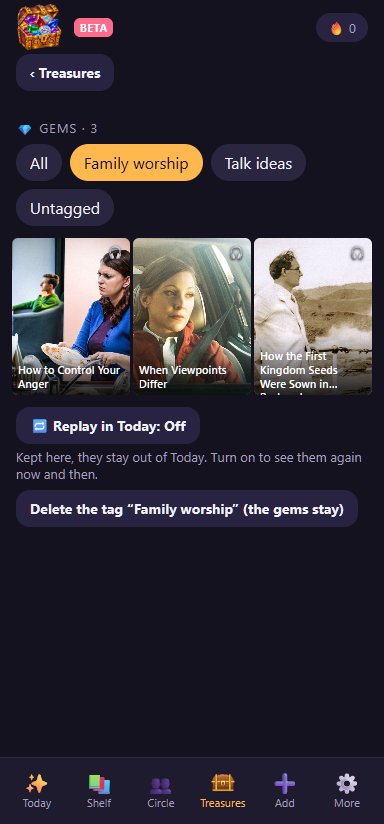 BETA
0
‹ Treasures
GEMS · 3
All
Family worship
Talk ideas
Untagged
How to Control Your
Anger
When Viewpoints
Differ
How the First
Kingdom Seeds
Were Sown in...
Replay in Today: Off
Kept here, they stay out of Today. Turn on to see them again
now and then.
Delete the tag “Family worship” (the gems stay)
Today
Shelf
Circle
Treasures
Add
More